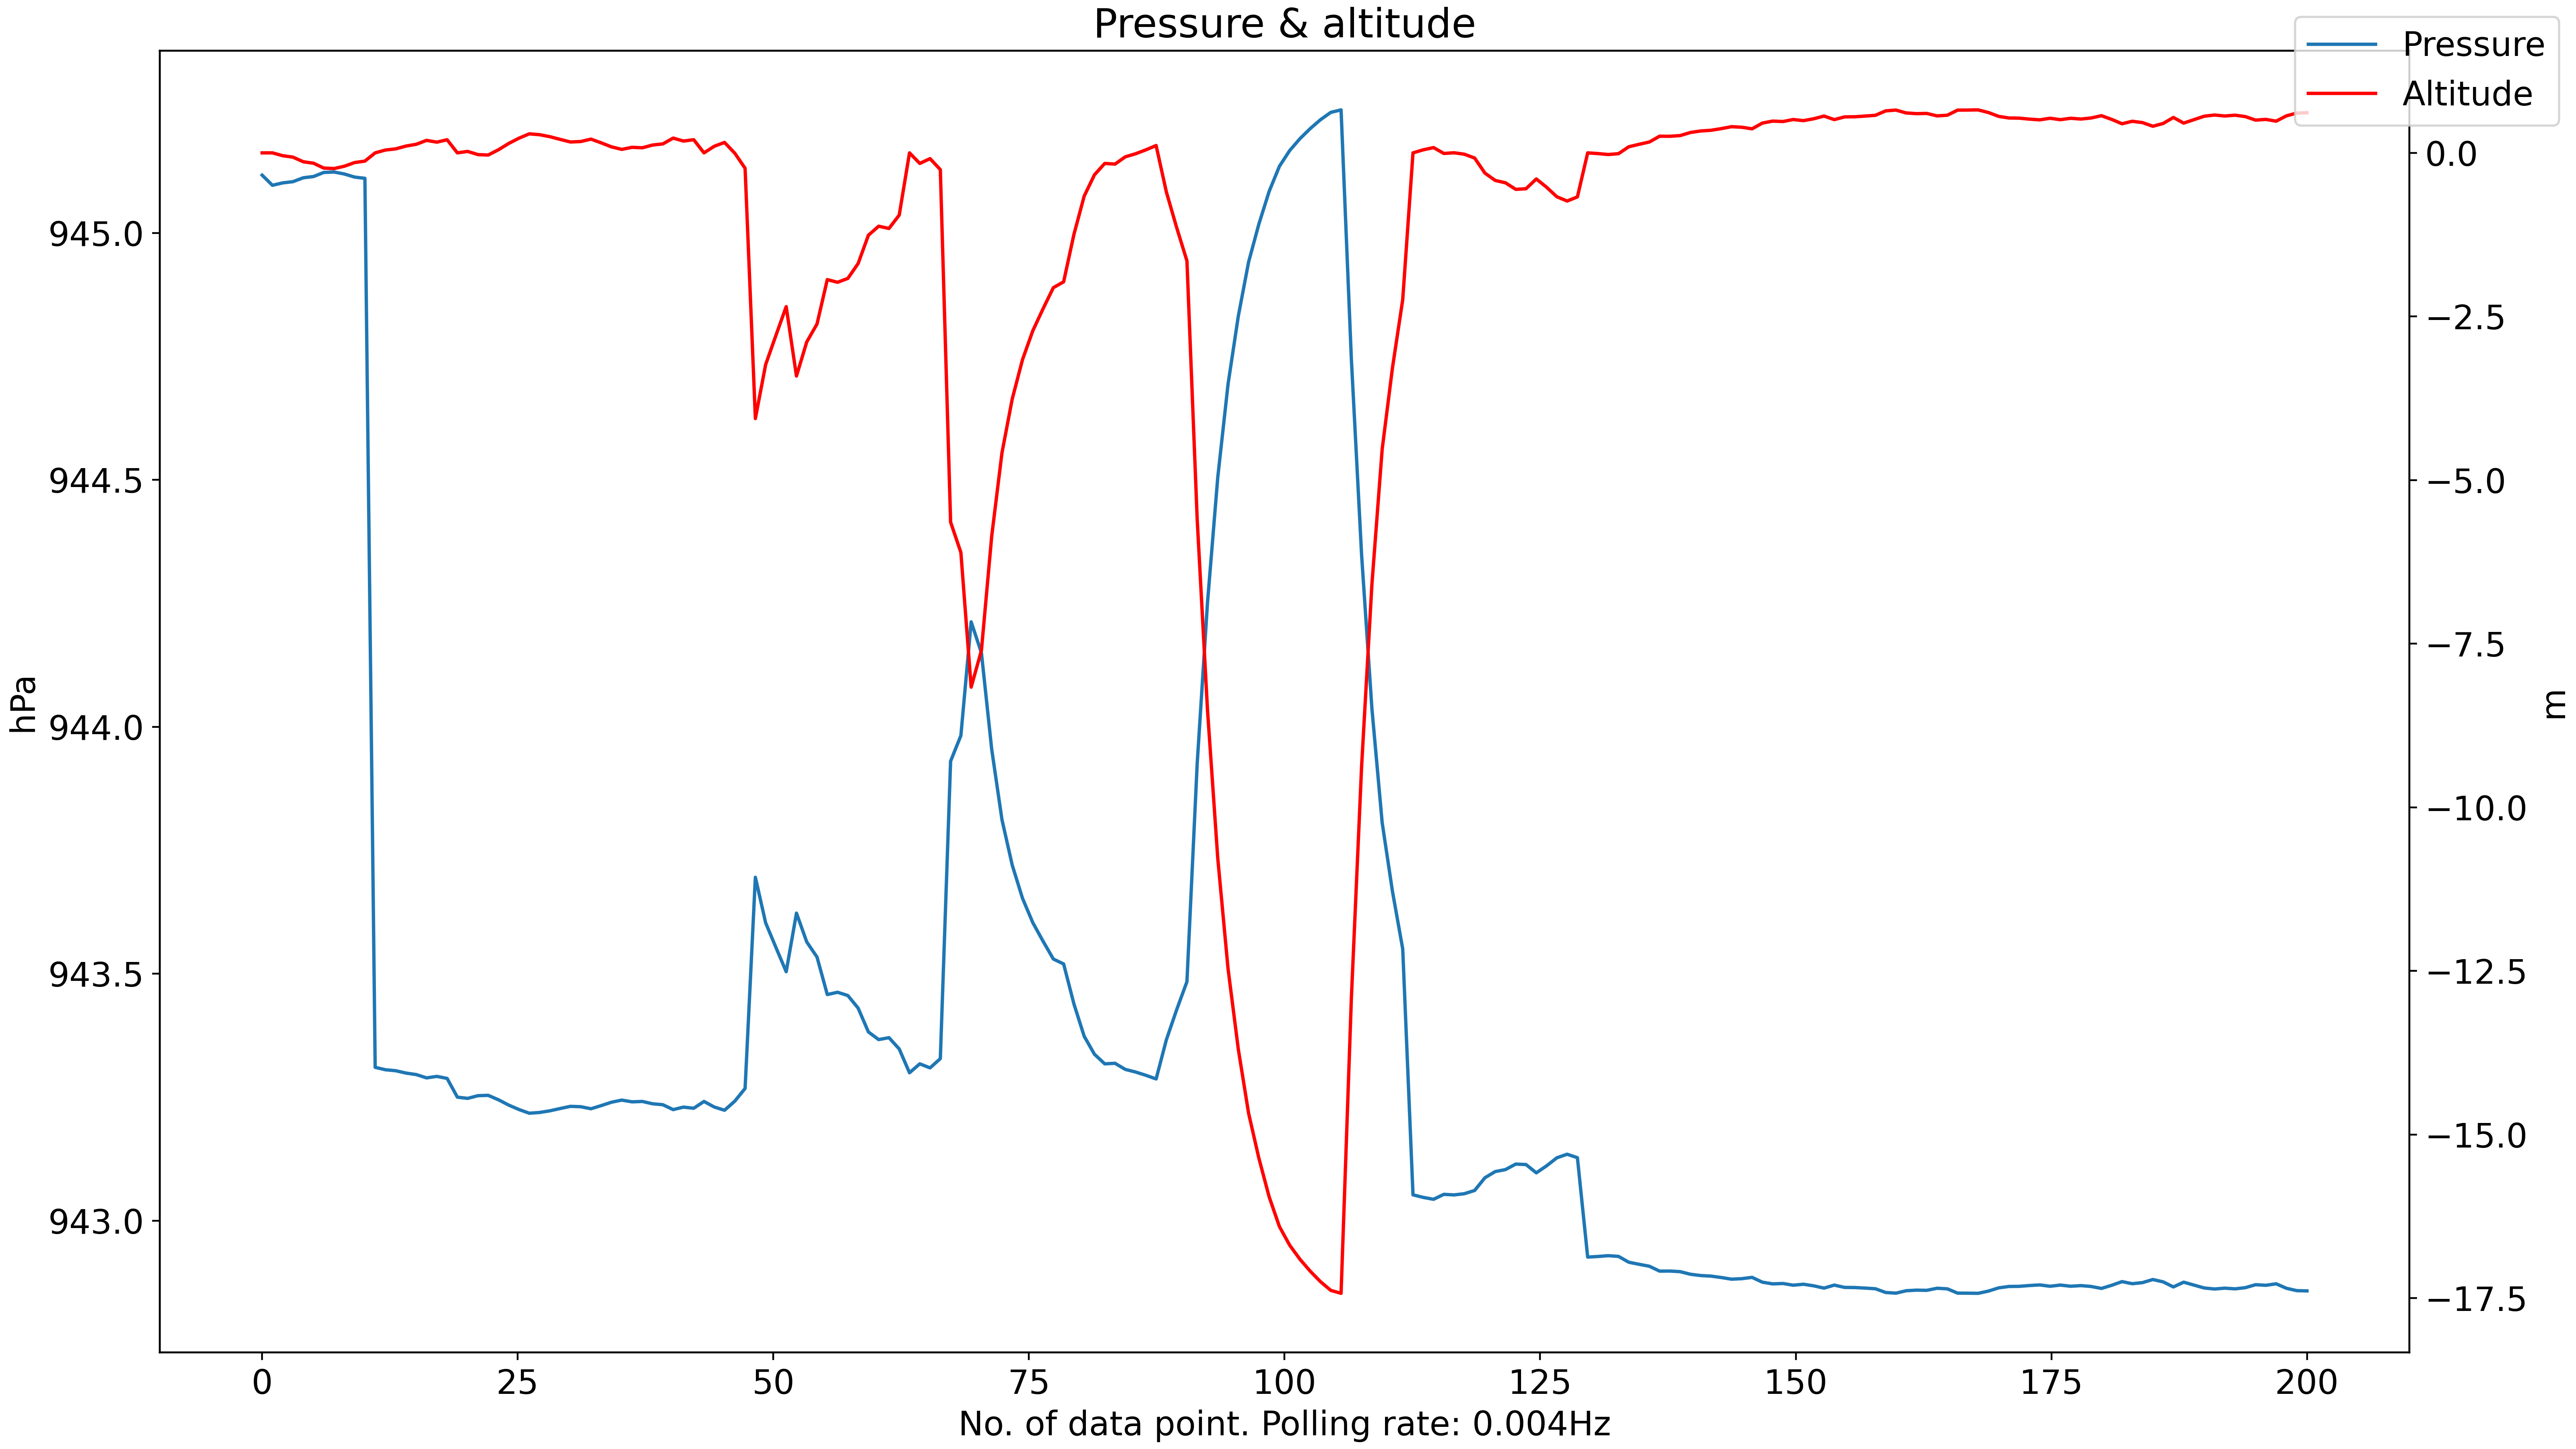 Pressure & altitude
Pressure
Altitude
hPa
945.0
944.5
944.0
943.5
943.0
0.0
−2.5
−5.0
−7.5
−10.0
−12.5
−15.0
−17.5
m
0 25 50 75 100 125 150 175 200
No. of data point. Polling rate: 0.004Hz